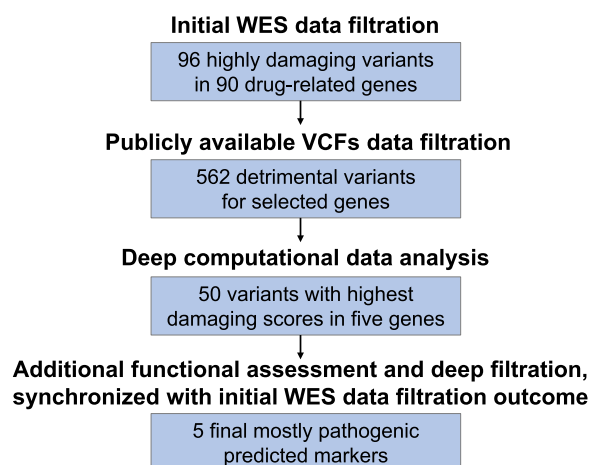 Initial WES data filtration
96 highly damaging variants
in 90 drug-related genes
Publicly available VCFs data filtration
562 detrimental variants
for selected genes
Deep computational data analysis
50 variants with highest
damaging scores in five genes
Additional functional assessment and deep filtration,
synchronized with initial WES data filtration outcome
5 final mostly pathogenic
predicted markers